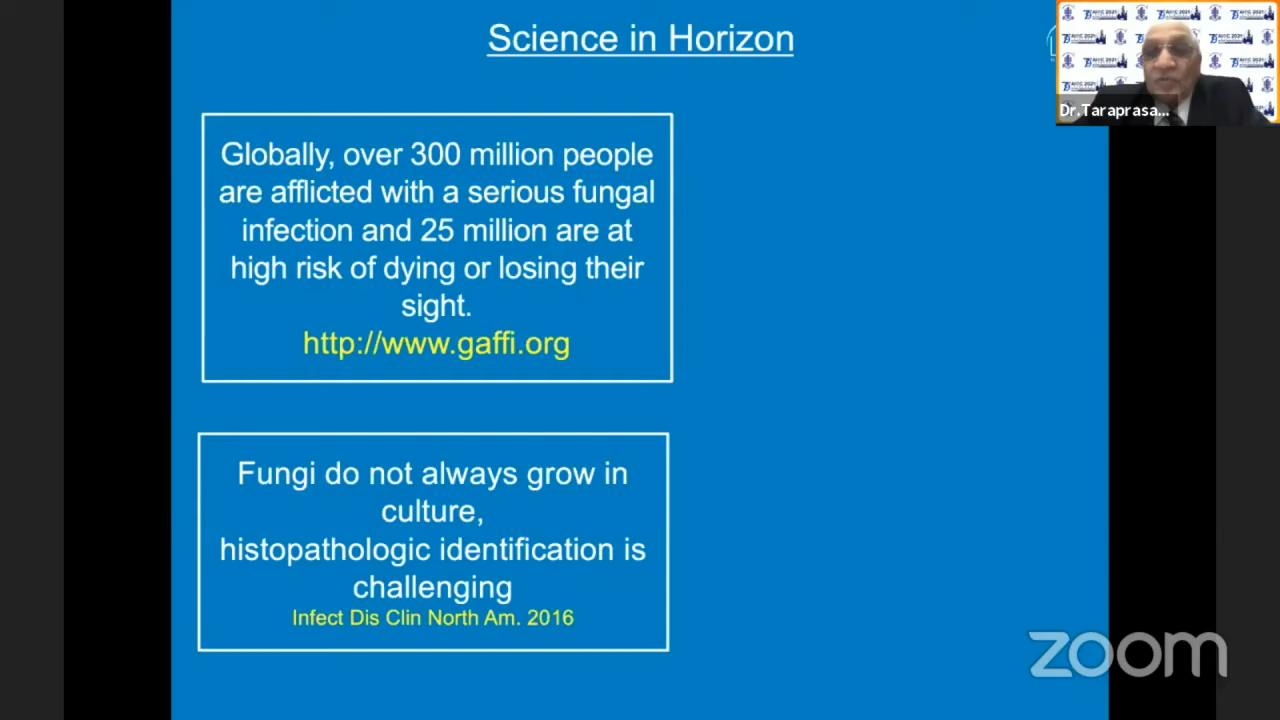 Science in Horizon
Globally, over 300 million people
are afflicted with a serious fungal
infection and 25 million are at
high risk of dying or losing their
sight.
http://www.gaffi.org
Fungi do not always grow in
culture,
histopathologic identification is
challenging
Infect Dis Clin North Am. 2016
Dr.Taraprasa...
zoom